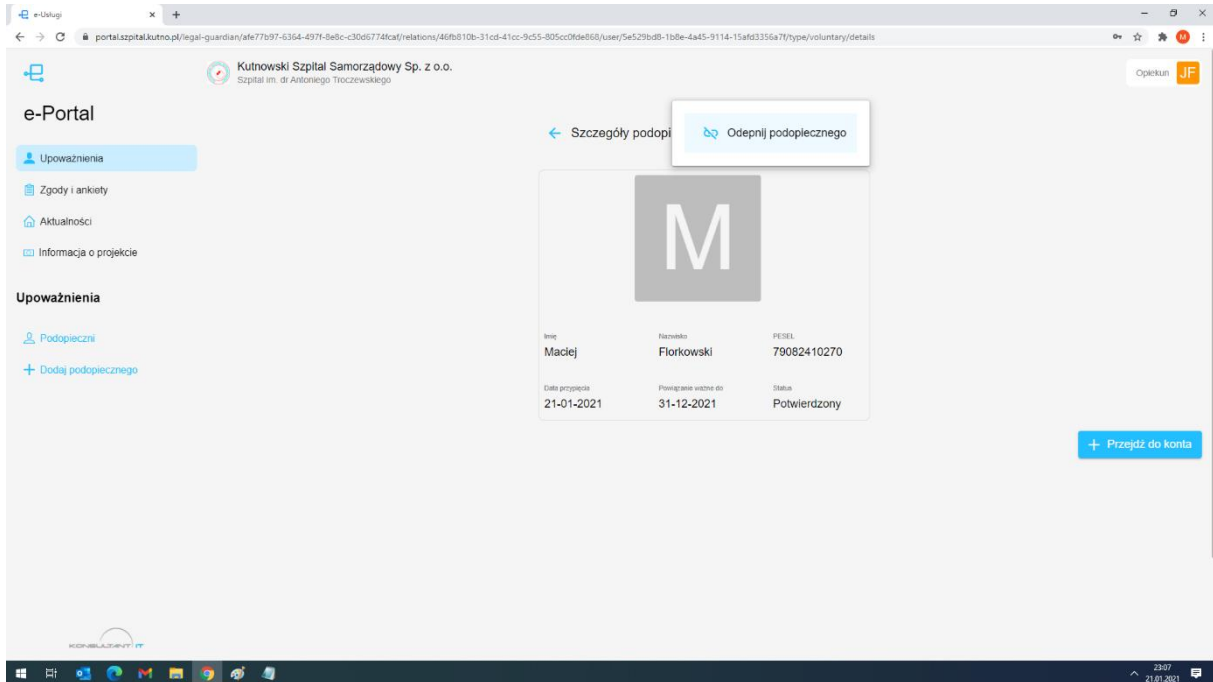 e-Usługi
portal.szpital.kutno.pl/legal-guardian/afe77b97-6364-497f-8e8c-c30d6774fcaf/relations/46fb810b-31cd-41cc-9c55-805cc0fde868/user/5e529bd8-1b8e-4a45-9114-15afd3356a7f/type/voluntary/details
M
Kutnowski Szpital Samorządowy Sp. z o.o.
Szpital im. dr Antoniego Troczewskiego
Opiekun JF
e-Portal
Szczegóły podopi
Odepnij podopiecznego
Upoważnienia
Zgody i ankiety
Aktualności
Informacja o projekcie
Upoważnienia
Podopieczni
Dodaj podopiecznego
M
Imię Nazwisko PESEL
Maciej Florkowski 79082410270
Data przypięcia Powiązanie ważne do Status
21-01-2021 31-12-2021 Potwierdzony
+ Przejdź do konta
KONSULTANT IT
23:07
21.01.2021